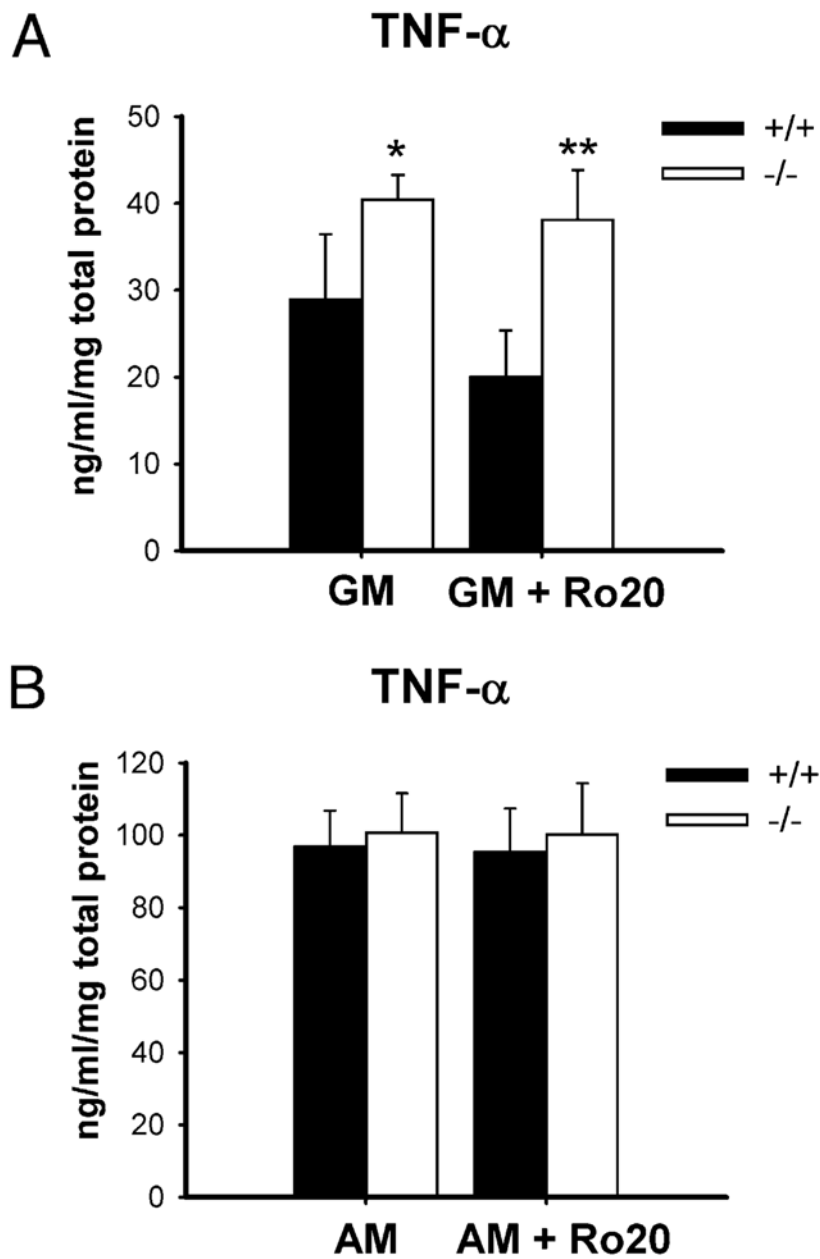 A
TNF-α
ng/ml/mg total protein
50
40
30
20
10
0
*
**
+/+
-/-
GM
GM + Ro20
B
TNF-α
ng/ml/mg total protein
120
100
80
60
40
20
0
+/+
-/-
AM
AM + Ro20